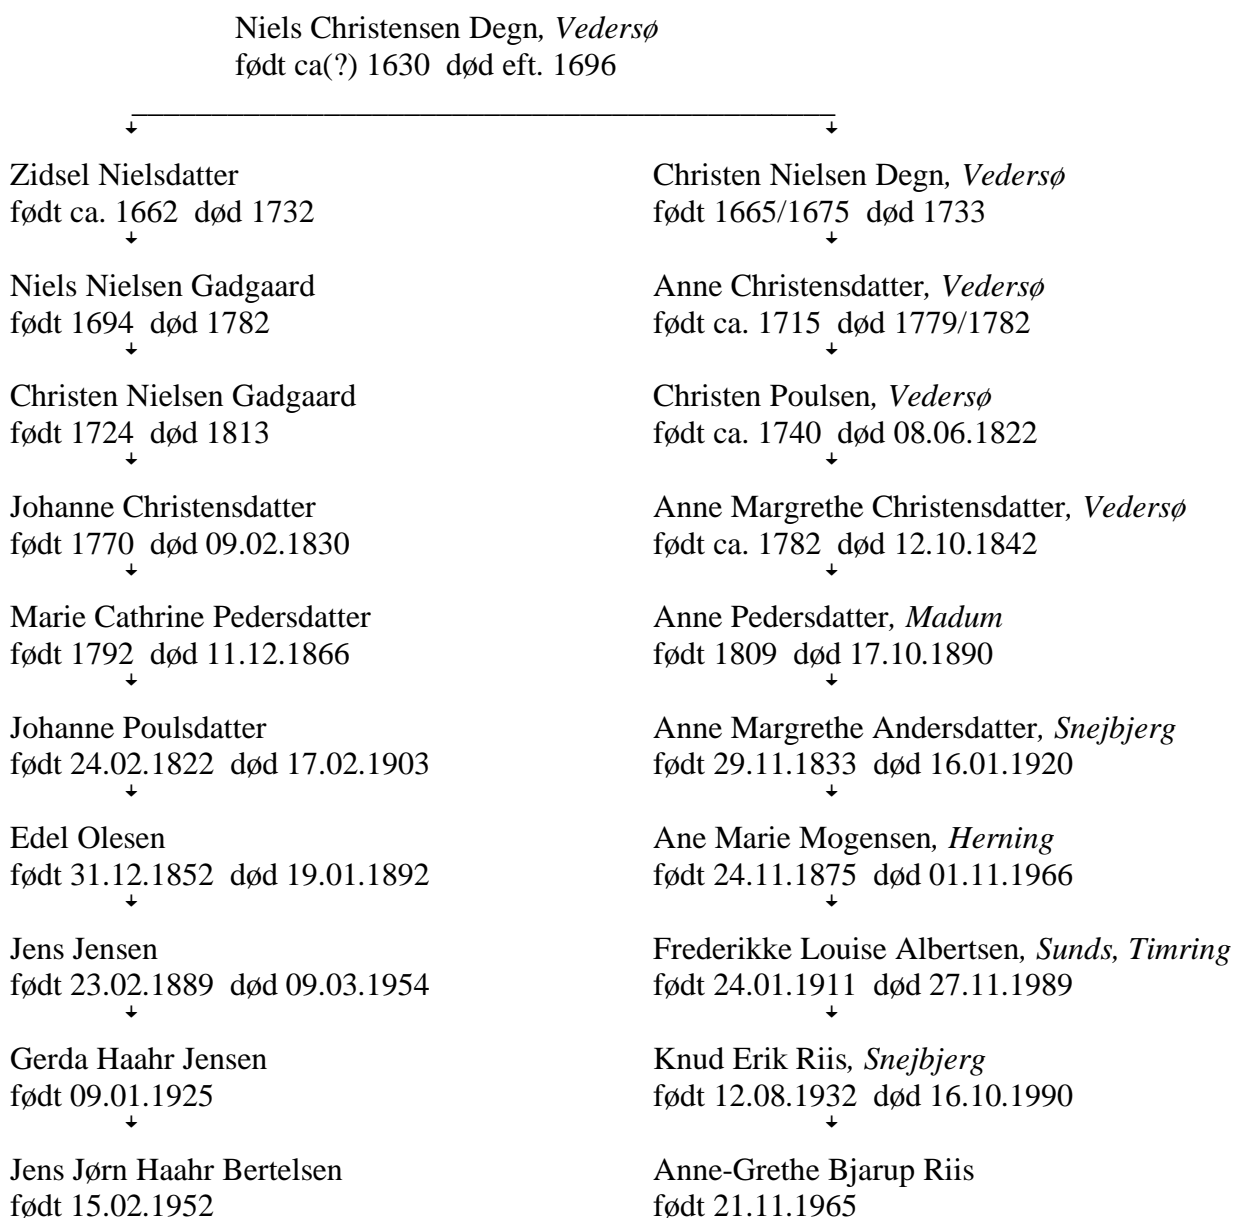 Niels Christensen Degn, Vedersø
født ca(?) 1630 død eft. 1696
Zidsel Nielsdatter
født ca. 1662 død 1732
Christen Nielsen Degn, Vedersø
født 1665/1675 død 1733
Niels Nielsen Gadgaard
født 1694 død 1782
Anne Christensdatter, Vedersø
født ca. 1715 død 1779/1782
Christen Nielsen Gadgaard
født 1724 død 1813
Christen Poulsen, Vedersø
født ca. 1740 død 08.06.1822
Johanne Christensdatter
født 1770 død 09.02.1830
Anne Margrethe Christensdatter, Vedersø
født ca. 1782 død 12.10.1842
Marie Cathrine Pedersdatter
født 1792 død 11.12.1866
Anne Pedersdatter, Madum
født 1809 død 17.10.1890
Johanne Poulsdatter
født 24.02.1822 død 17.02.1903
Anne Margrethe Andersdatter, Snejbjerg
født 29.11.1833 død 16.01.1920
Edel Olesen
født 31.12.1852 død 19.01.1892
Ane Marie Mogensen, Herning
født 24.11.1875 død 01.11.1966
Jens Jensen
født 23.02.1889 død 09.03.1954
Frederikke Louise Albertsen, Sunds, Timring
født 24.01.1911 død 27.11.1989
Gerda Haahr Jensen
født 09.01.1925
Knud Erik Riis, Snejbjerg
født 12.08.1932 død 16.10.1990
Jens Jørn Haahr Bertelsen
født 15.02.1952
Anne-Grethe Bjarup Riis
født 21.11.1965